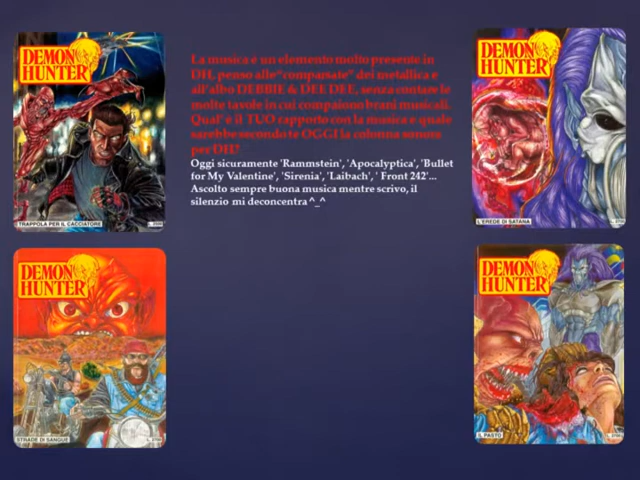 DEMON
HUNTER
TRAPPOLA PER IL CACCIATORE
L. 2700
La musica è un elemento molto presente in
DH, penso alle "comparsate" dei metallica e
all'albo DEBBIE & DEE DEE, senza contare le
molte tavole in cui compaiono brani musicali.
Qual' è il TUO rapporto con la musica e quale
sarebbe secondo te OGGI la colonna sonora
per DH?
Oggi sicuramente 'Rammstein', 'Apocalyptica', 'Bullet
for My Valentine', 'Sirenia', 'Laibach', ' Front 242'...
Ascolto sempre buona musica mentre scrivo, il
silenzio mi deconcentra ^_^
DEMON
HUNTER
L'EREDE DI SATANA
DEMON
HUNTER
STRADE DI SANGUE
DEMON
HUNTER
IL PASTO